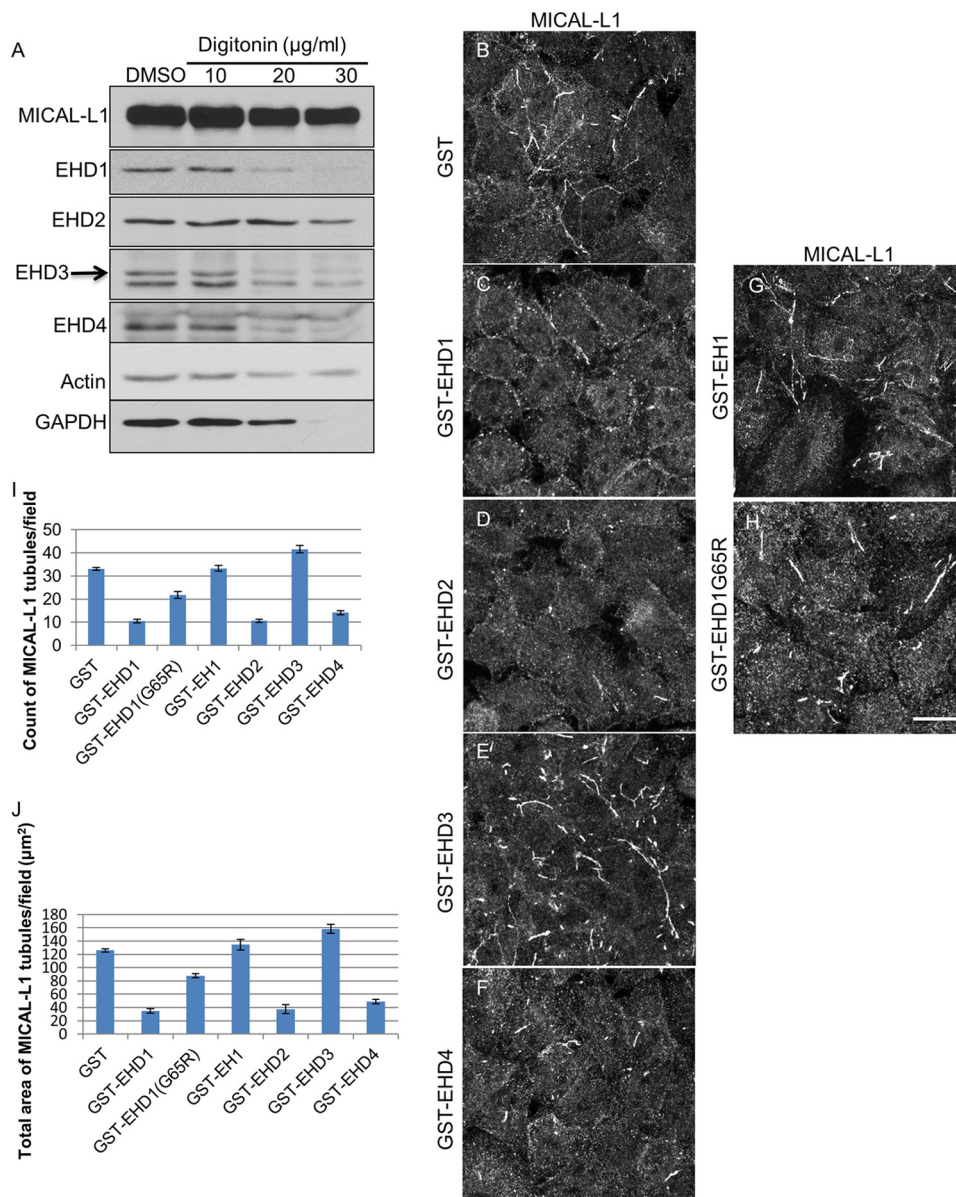 A
Digitonin (µg/ml)
DMSO 10 20 30
MICAL-L1
EHD1
EHD2
EHD3
EHD4
Actin
GAPDH
MICAL-L1
B
GST
C
GST-EHD1
D
GST-EHD2
E
GST-EHD3
F
GST-EHD4
MICAL-L1
G
GST-EH1
H
GST-EHD1G65R
I
Count of MICAL-L1 tubules/field
50
40
30
20
10
0
GST
GST-EHD1
GST-EHD1(G65R)
GST-EH1
GST-EHD2
GST-EHD3
GST-EHD4
J
Total area of MICAL-L1 tubules/field (µm²)
180
160
140
120
100
80
60
40
20
0
GST
GST-EHD1
GST-EHD1(G65R)
GST-EH1
GST-EHD2
GST-EHD3
GST-EHD4